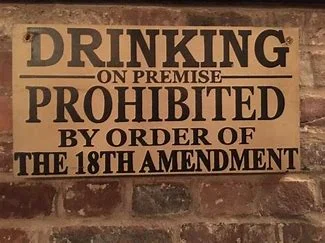 DRINKING
ON PREMISE
PROHIBITED
BY ORDER OF
THE 18TH AMENDMENT